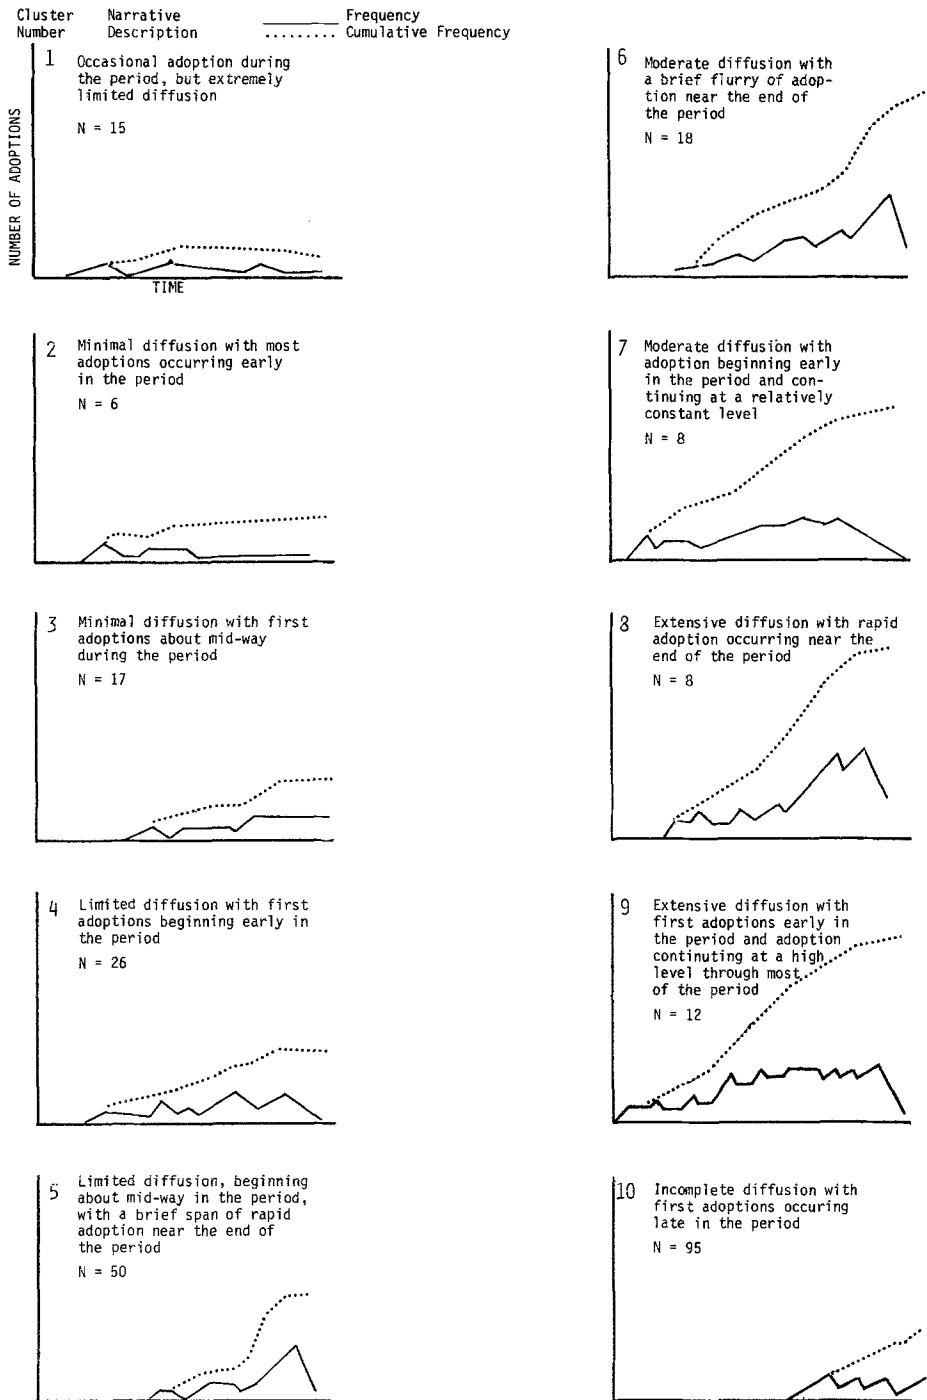 Cluster Narrative Frequency
Number Description Cumulative Frequency
NUMBER OF ADOPTIONS
1 Occasional adoption during
the period, but extremely
limited diffusion
N = 15
TIME
2 Minimal diffusion with most
adoptions occurring early
in the period
N = 6
3 Minimal diffusion with first
adoptions about mid-way
during the period
N = 17
4 Limited diffusion with first
adoptions beginning early in
the period
N = 26
5 Limited diffusion, beginning
about mid-way in the period,
with a brief span of rapid
adoption near the end of
the period
N = 50
6 Moderate diffusion with
a brief flurry of adop-
tion near the end of
the period
N = 18
7 Moderate diffusion with
adoption beginning early
in the period and con-
tinuing at a relatively
constant level
N = 8
8 Extensive diffusion with rapid
adoption occurring near the
end of the period
N = 8
9 Extensive diffusion with
first adoptions early in
the period and adoption
continuting at a high
level through most
of the period
N = 12
10 Incomplete diffusion with
first adoptions occuring
late in the period
N = 95